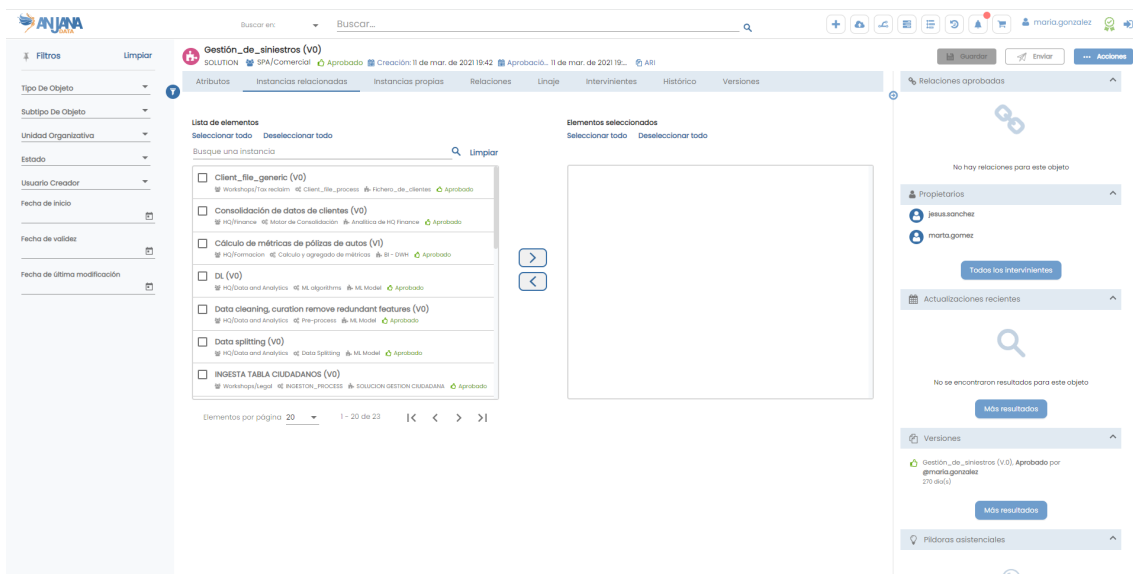 ANJANA
DATA
Buscar en:
Buscar...
maria.gonzalez
Filtros
Limpiar
Tipo De Objeto
Subtipo De Objeto
Unidad Organizativa
Estado
Usuario Creador
Fecha de inicio
Fecha de validez
Fecha de última modificación
Gestión_de_siniestros (V0)
SOLUTION SPA/Comercial Aprobado Creación: 11 de mar. de 2021 19:42 Aprobació... 11 de mar. de 2021 19:... ARI
Guardar
Enviar
Acciones
Atributos Instancias relacionadas Instancias propias Relaciones Linaje Intervinientes Histórico Versiones
Lista de elementos
Seleccionar todo Deseleccionar todo
Busque una instancia
Limpiar
Client_file_generic (V0)
Workshops/Tax reclaim Client_file_process Fichero_de_clientes Aprobado
Consolidación de datos de clientes (V0)
HQ/Finance Motor de Consolidación Analítica de HQ Finance Aprobado
Cálculo de métricas de pólizas de autos (V1)
HQ/Formacion Calculo y agregado de métricas BI - DWH Aprobado
DL (V0)
HQ/Data and Analytics ML algorithms ML Model Aprobado
Data cleaning, curation remove redundant features (V0)
HQ/Data and Analytics Pre-process ML Model Aprobado
Data splitting (V0)
HQ/Data and Analytics Data Splitting ML Model Aprobado
INGESTA TABLA CIUDADANOS (V0)
Workshops/Legal INGESTON_PROCESS SOLUCION GESTION CIUDADANA Aprobado
Elementos por página 20 1 - 20 de 23
Elementos seleccionados
Seleccionar todo Deseleccionar todo
Relaciones aprobadas
No hay relaciones para este objeto
Propietarios
jesus.sanchez
marta.gomez
Todos los intervinientes
Actualizaciones recientes
No se encontraron resultados para este objeto
Más resultados
Versiones
Gestión_de_siniestros (V.0), Aprobado por
@maria.gonzalez
270 día(s)
Más resultados
Píldoras asistenciales